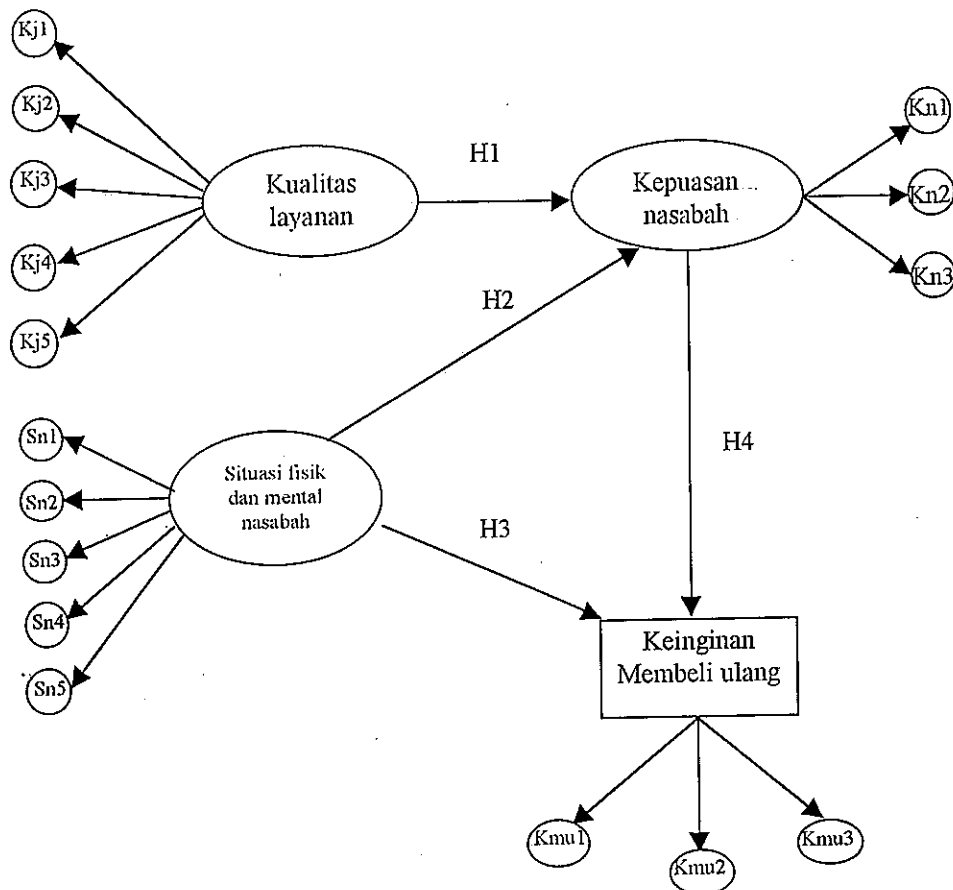 Kj1
Kj2
Kj3
Kj4
Kj5
Kualitas
layanan
H1
Kepuasan
nasabah
Kn1
Kn2
Kn3
H2
Sn1
Sn2
Sn3
Sn4
Sn5
Situasi fisik
dan mental
nasabah
H3
H4
Keinginan
Membeli ulang
Kmu1
Kmu2
Kmu3